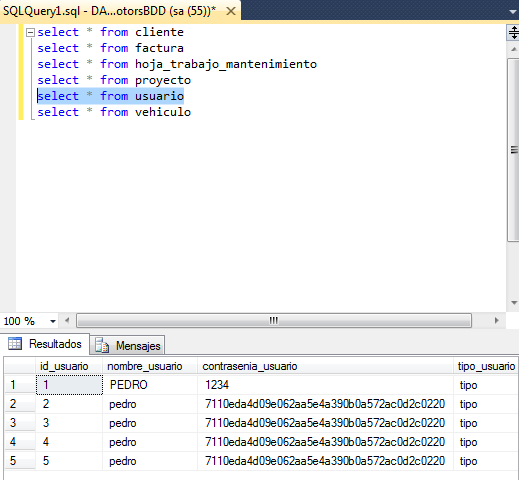 SQLQuery1.sql - DA...otorsBDD (sa (55))*
select * from cliente
select * from factura
select * from hoja_trabajo_mantenimiento
select * from proyecto
select * from usuario
select * from vehiculo
100 %
Resultados Mensajes
id_usuario nombre_usuario contrasenia_usuario tipo_usuario
1 1 PEDRO 1234 tipo
2 2 pedro 7110eda4d09e062aa5e4a390b0a572ac0d2c0220 tipo
3 3 pedro 7110eda4d09e062aa5e4a390b0a572ac0d2c0220 tipo
4 4 pedro 7110eda4d09e062aa5e4a390b0a572ac0d2c0220 tipo
5 5 pedro 7110eda4d09e062aa5e4a390b0a572ac0d2c0220 tipo